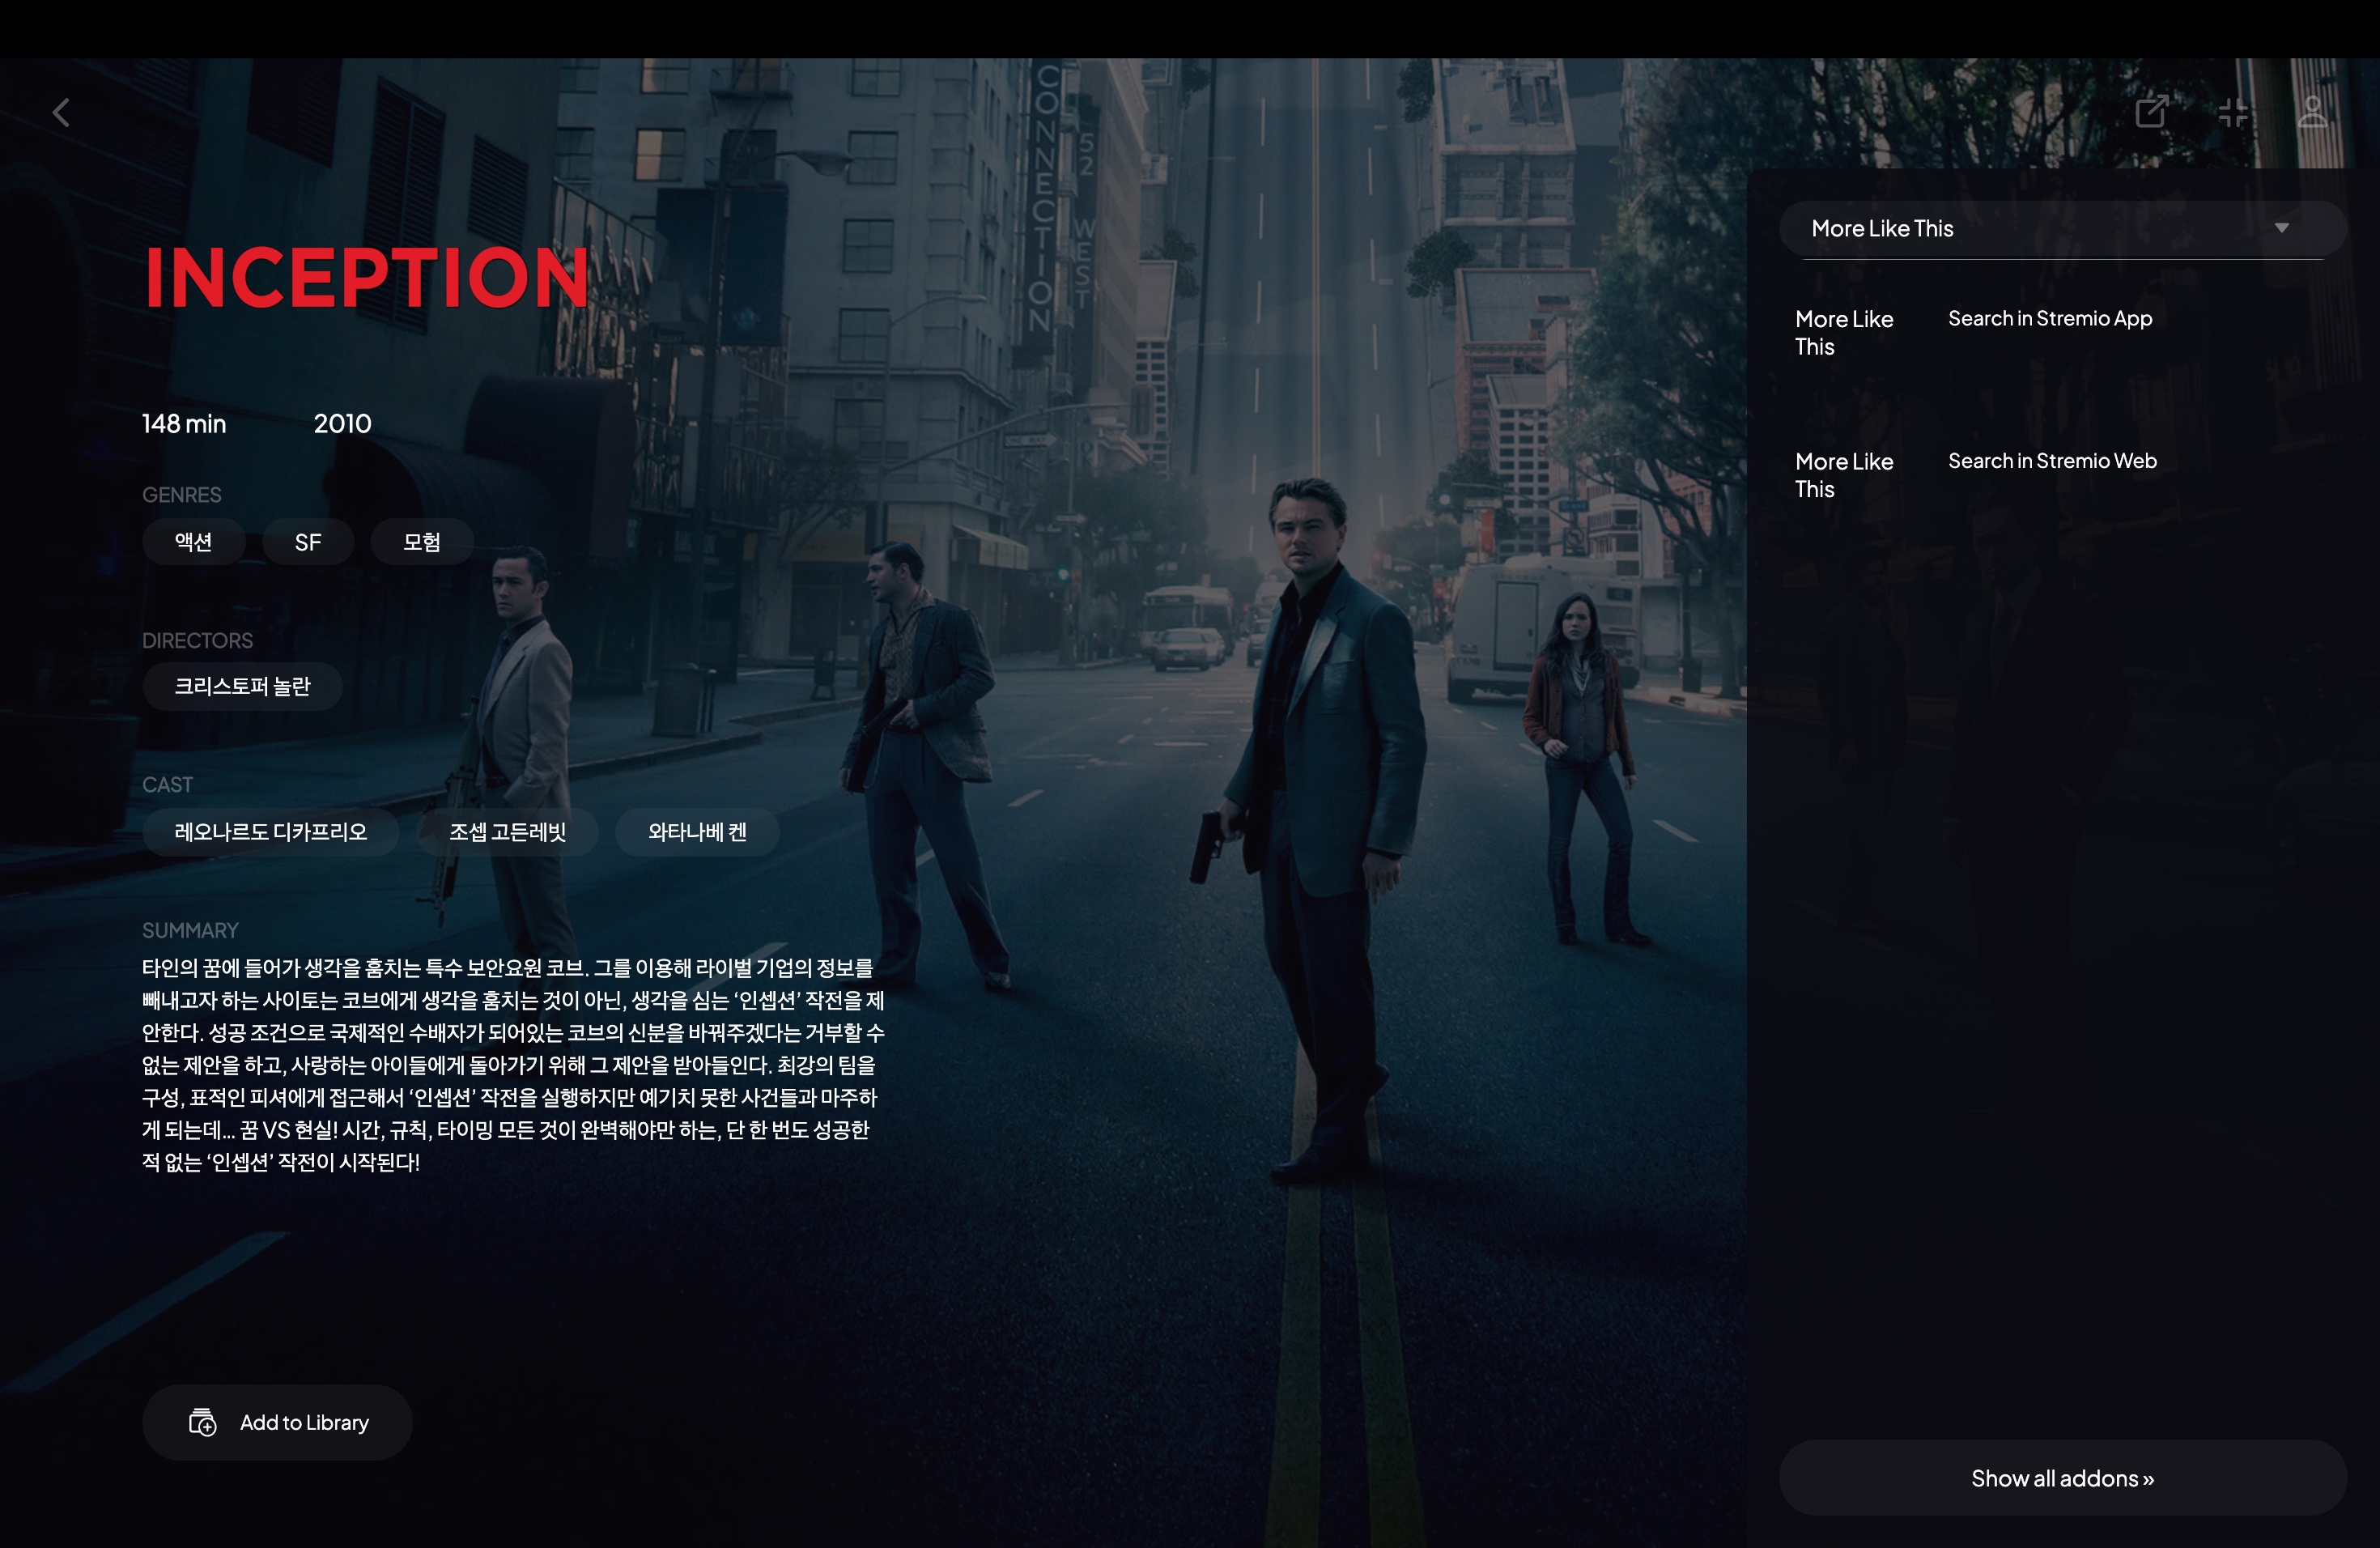 INCEPTION
148 min 2010
GENRES
액션 SF 모험
DIRECTORS
크리스토퍼 놀란
CAST
레오나르도 디카프리오 조셉 고든레빗 와타나베 켄
SUMMARY
타인의 꿈에 들어가 생각을 훔치는 특수 보안요원 코브. 그를 이용해 라이벌 기업의 정보를
빼내고자 하는 사이토는 코브에게 생각을 훔치는 것이 아닌, 생각을 심는 ‘인셉션’ 작전을 제
안한다. 성공 조건으로 국제적인 수배자가 되어있는 코브의 신분을 바꿔주겠다는 거부할 수
없는 제안을 하고, 사랑하는 아이들에게 돌아가기 위해 그 제안을 받아들인다. 최강의 팀을
구성, 표적인 피셔에게 접근해서 ‘인셉션’ 작전을 실행하지만 예기치 못한 사건들과 마주하
게 되는데... 꿈 VS 현실! 시간, 규칙, 타이밍 모든 것이 완벽해야만 하는, 단 한 번도 성공한
적 없는 ‘인셉션’ 작전이 시작된다!
Add to Library
CONNECTION
52 WEST
ONE WAY
More Like This
More Like
This
Search in Stremio App
More Like
This
Search in Stremio Web
Show all addons »